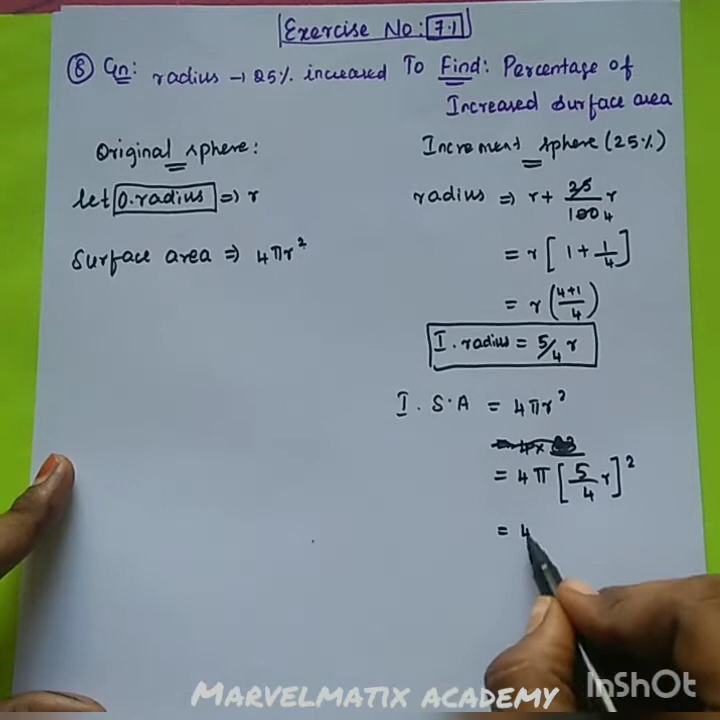 Exercise No: 7.1
⑧ Gn: radius → 25% increased To Find: Percentage of
Increased surface area
Original sphere:
let O.radius ⇒ r
Surface area ⇒ 4πr²
Increment sphere (25%)
radius ⇒ r + 25/100 4 r
= r [1 + 1/4]
= r (4+1/4)
I. radius = 5/4 r
I. S.A = 4πr²
= 4π [5/4 r]²
= 4
MARVELMATIX ACADEMY
InShOt